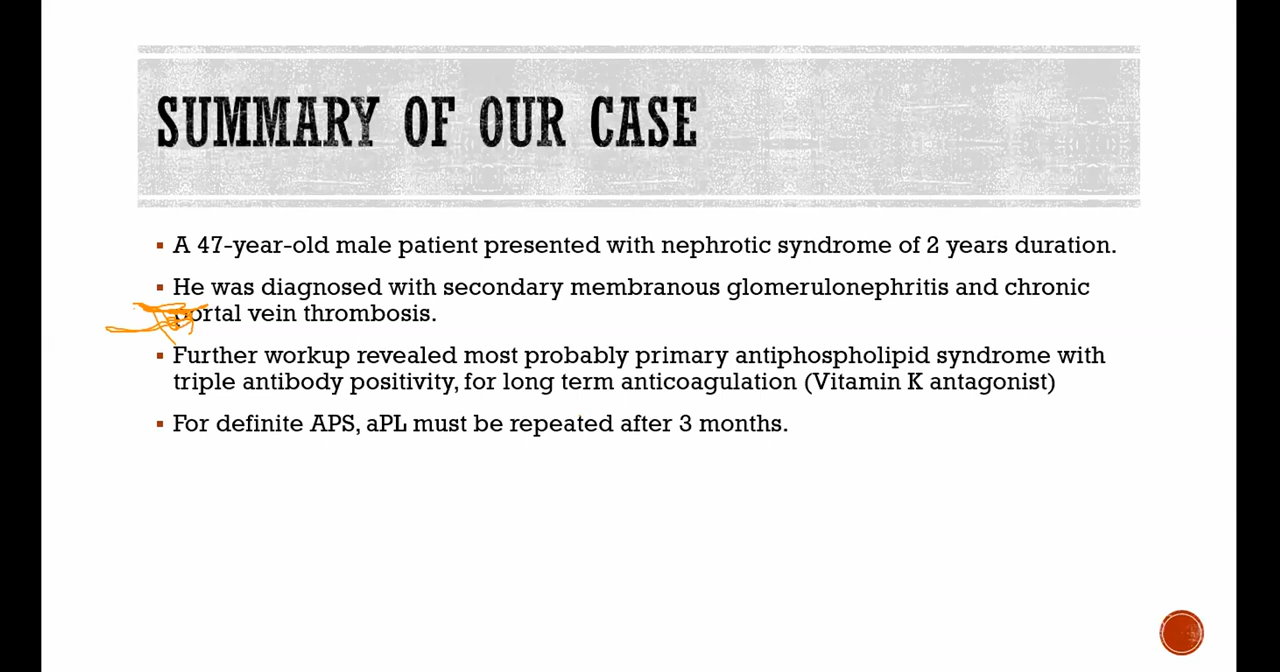 SUMMARY OF OUR CASE
A 47-year-old male patient presented with nephrotic syndrome of 2 years duration.
He was diagnosed with secondary membranous glomerulonephritis and chronic
portal vein thrombosis.
Further workup revealed most probably primary antiphospholipid syndrome with
triple antibody positivity, for long term anticoagulation (Vitamin K antagonist)
For definite APS, aPL must be repeated after 3 months.